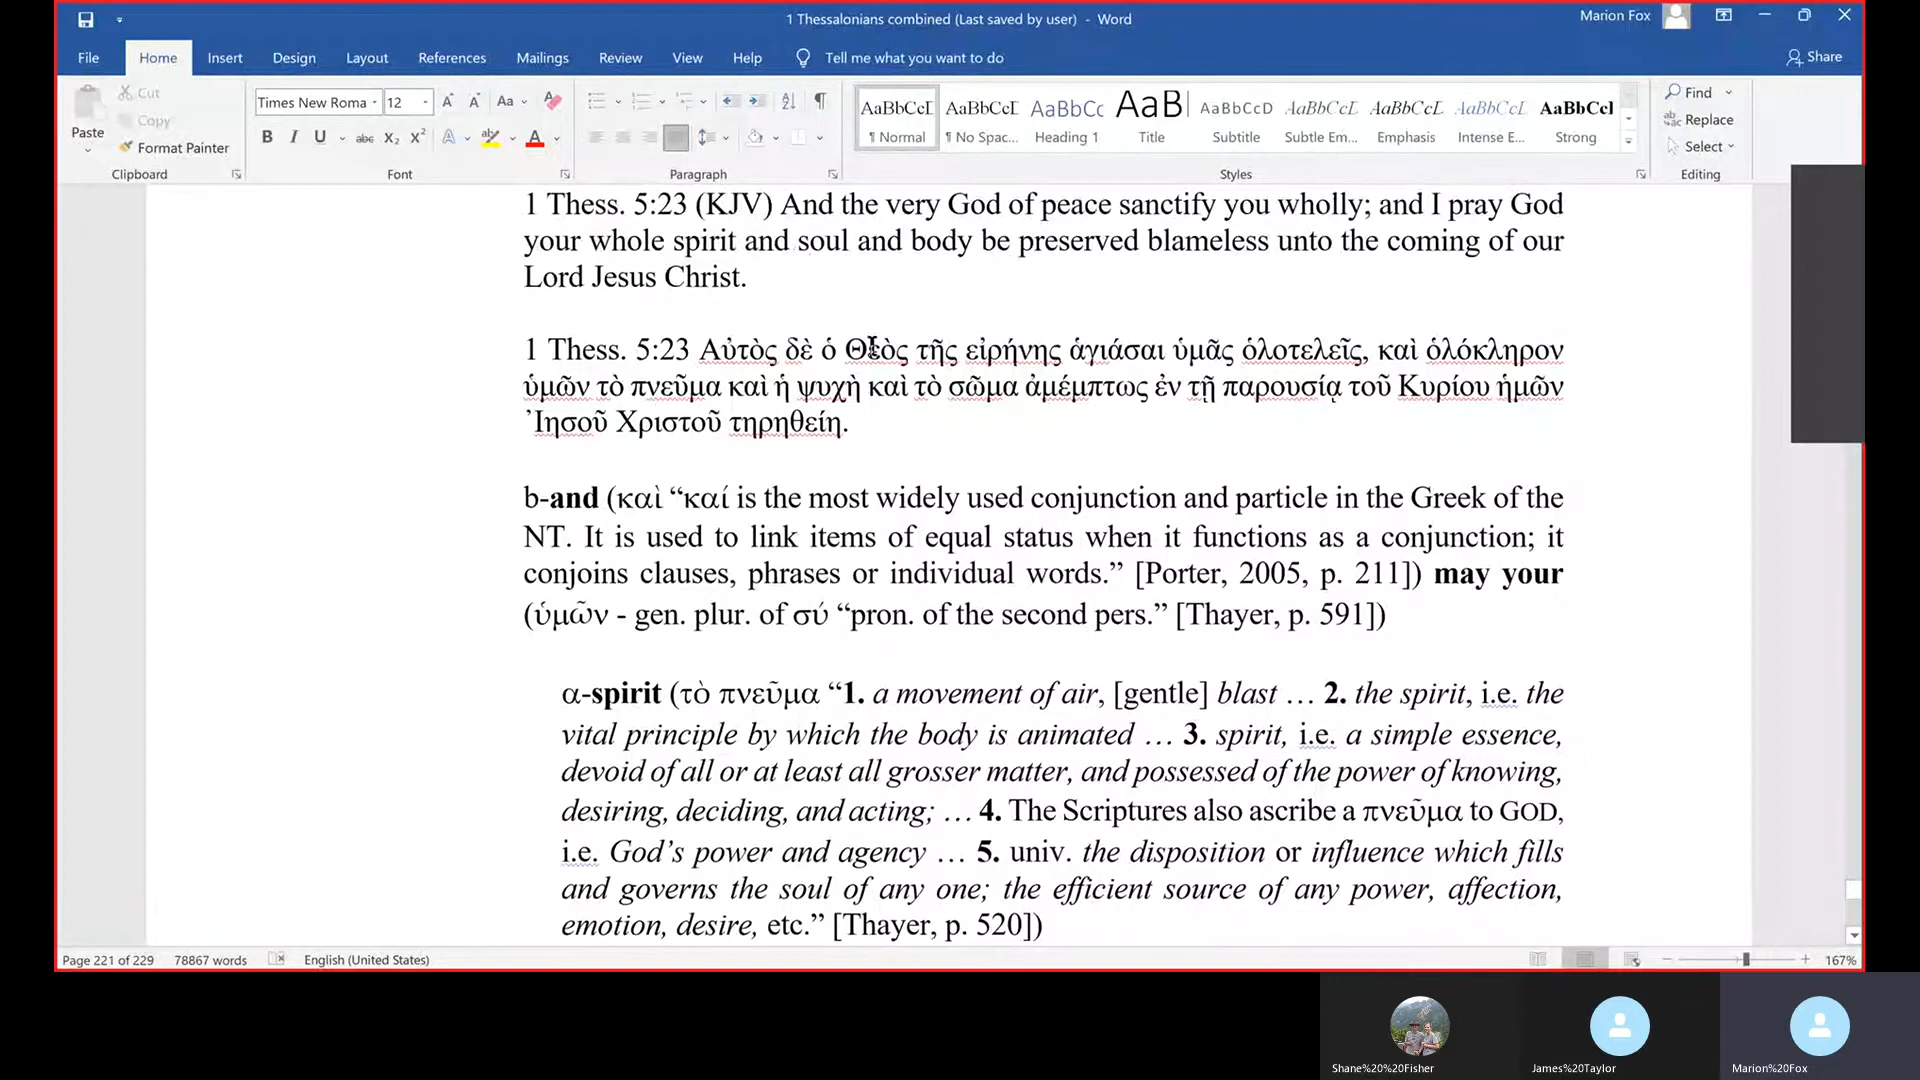 1 Thessalonians combined (Last saved by user) - Word
Marion Fox
File Home Insert Design Layout References Mailings Review View Help Tell me what you want to do
Share
Paste
Cut
Copy
Format Painter
Clipboard
Times New Roma 12
Aa
B I U abc X₂ X² A A
Font
Paragraph
AaBbCcD AaBbCcD AaBbCc AaB AaBbCcD AaBbCcD AaBbCcD AaBbCcD AaBbCcD
¶ Normal ¶ No Spac... Heading 1 Title Subtitle Subtle Em... Emphasis Intense E... Strong
Styles
Find
Replace
Select
Editing
1 Thess. 5:23 (KJV) And the very God of peace sanctify you wholly; and I pray God
your whole spirit and soul and body be preserved blameless unto the coming of our
Lord Jesus Christ.
1 Thess. 5:23 Αὐτὸς δὲ ὁ Θεὸς τῆς εἰρήνης ἁγιάσαι ὑμᾶς ὁλοτελεῖς, καὶ ὁλόκληρον
ὑμῶν τὸ πνεῦμα καὶ ἡ ψυχὴ καὶ τὸ σῶμα ἀμέμπτως ἐν τῇ παρουσίᾳ τοῦ Κυρίου ἡμῶν
᾿Ιησοῦ Χριστοῦ τηρηθείη.
b-and (καὶ “καί is the most widely used conjunction and particle in the Greek of the
NT. It is used to link items of equal status when it functions as a conjunction; it
conjoins clauses, phrases or individual words.” [Porter, 2005, p. 211]) may your
(ὑμῶν - gen. plur. of σύ “pron. of the second pers.” [Thayer, p. 591])
α-spirit (τὸ πνεῦμα “1. a movement of air, [gentle] blast … 2. the spirit, i.e. the
vital principle by which the body is animated … 3. spirit, i.e. a simple essence,
devoid of all or at least all grosser matter, and possessed of the power of knowing,
desiring, deciding, and acting; … 4. The Scriptures also ascribe a πνεῦμα to GOD,
i.e. God’s power and agency … 5. univ. the disposition or influence which fills
and governs the soul of any one; the efficient source of any power, affection,
emotion, desire, etc.” [Thayer, p. 520])
Page 221 of 229 78867 words English (United States)
167%
Shane%20%20Fisher James%20Taylor Marion%20Fox